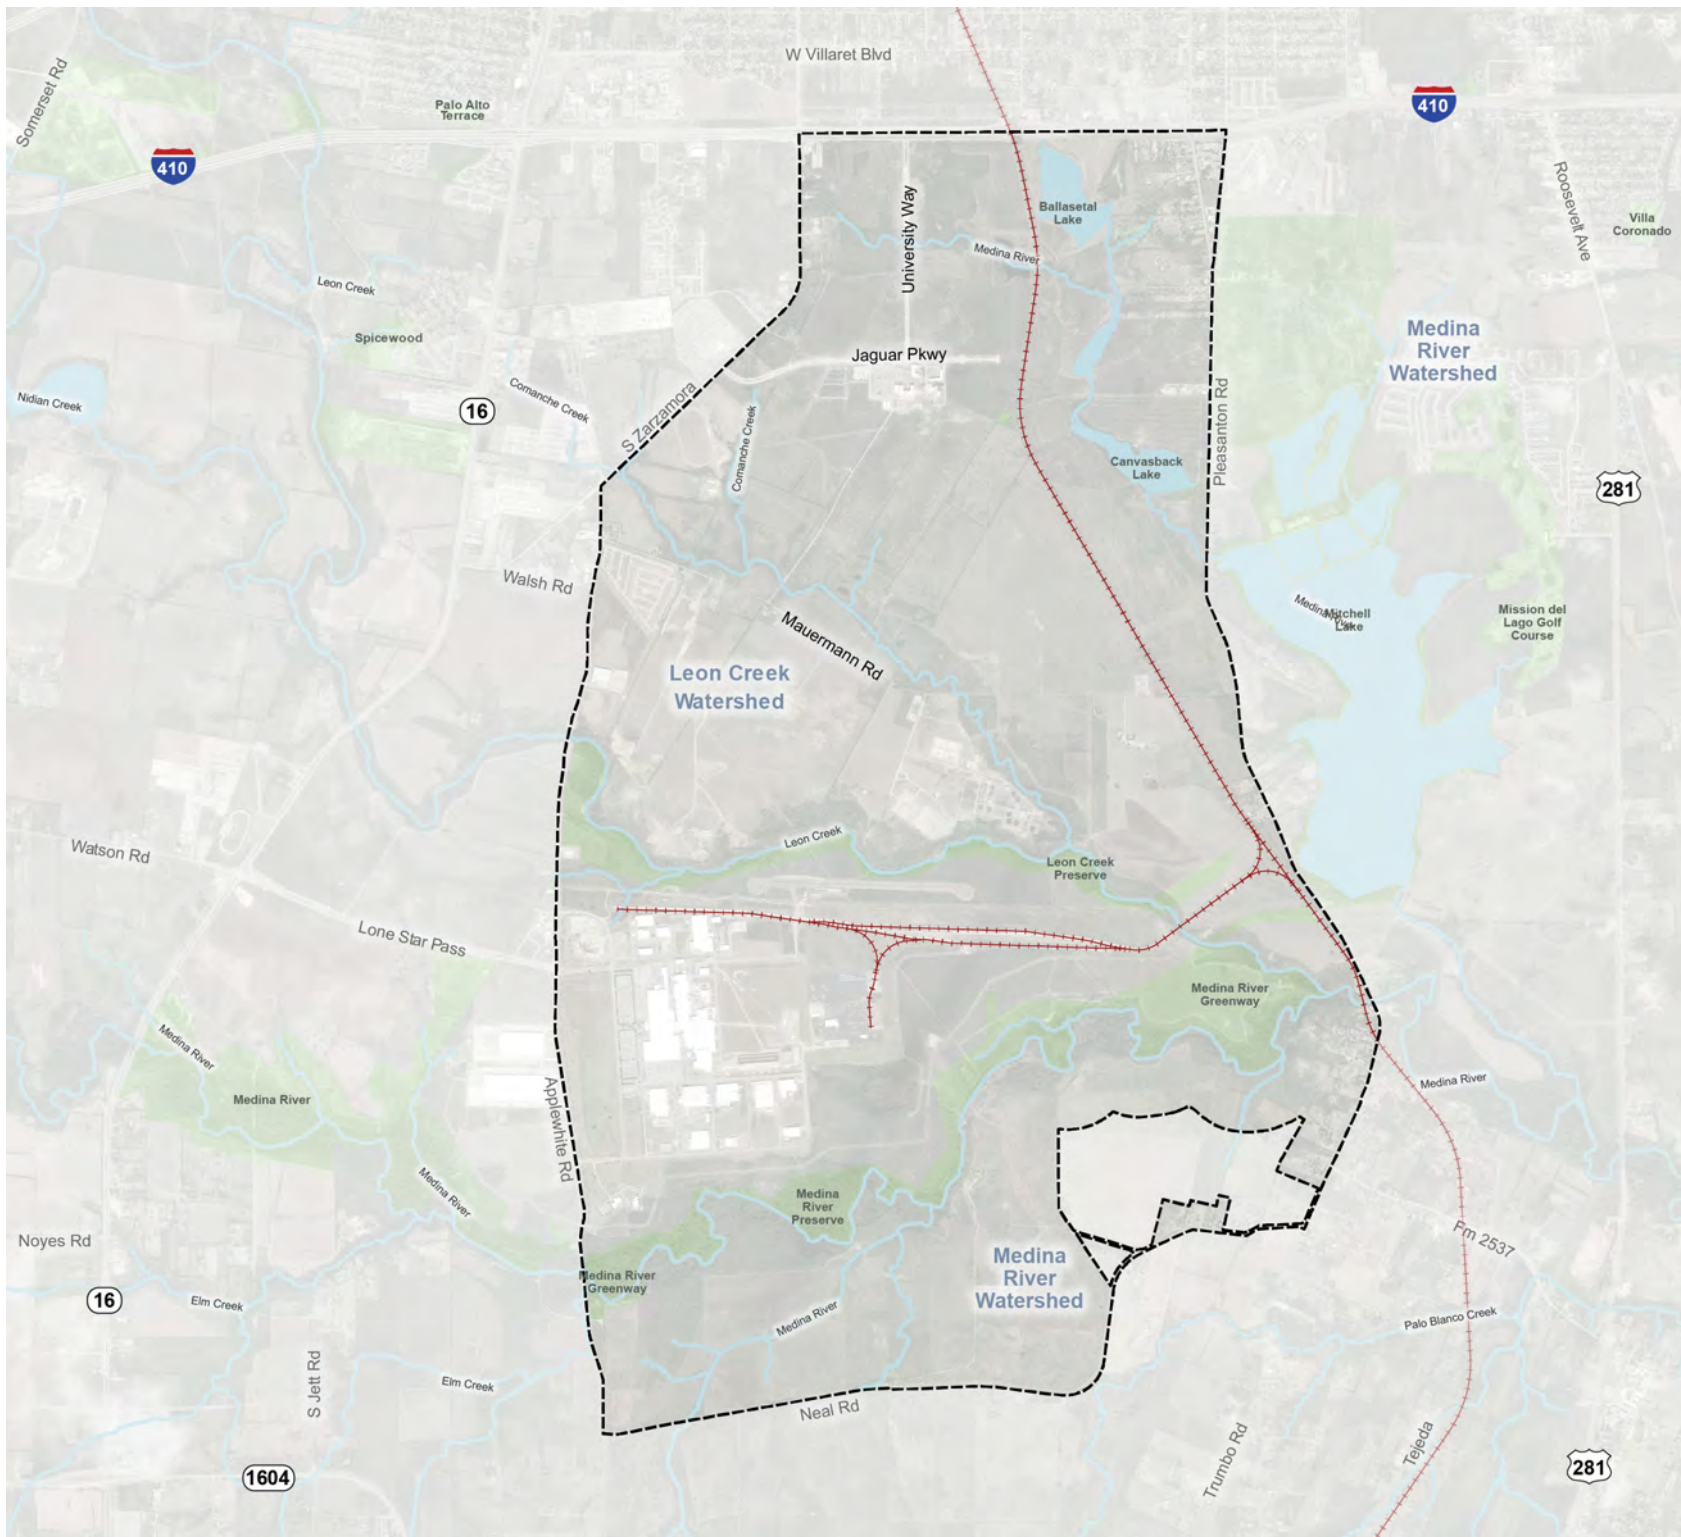 W Villaret Blvd
Somerset Rd
Palo Alto
Terrace
410
410
Roosevelt Ave
University Way
Ballasetal
Lake
Villa
Coronado
Medina River
Leon Creek
Spicewood
Jaguar Pkwy
Medina
River
Watershed
Nidian Creek
16
Comanche Creek
S Zarzamora
Comanche Creek
Pleasanton Rd
Canvasback
Lake
281
Walsh Rd
Mauermann Rd
Medina River
Mitchell
Lake
Mission del
Lago Golf
Course
Leon Creek
Watershed
Watson Rd
Leon Creek
Leon Creek
Preserve
Lone Star Pass
Medina River
Greenway
Medina River
Medina River
Applewhite Rd
Medina River
Medina River
Medina
River
Preserve
Noyes Rd
Fm 2537
Medina River
Greenway
Medina
River
Watershed
16
Elm Creek
Medina River
Palo Blanco Creek
S Jett Rd
Elm Creek
Neal Rd
Trumbo Rd
Tejeda
1604
281